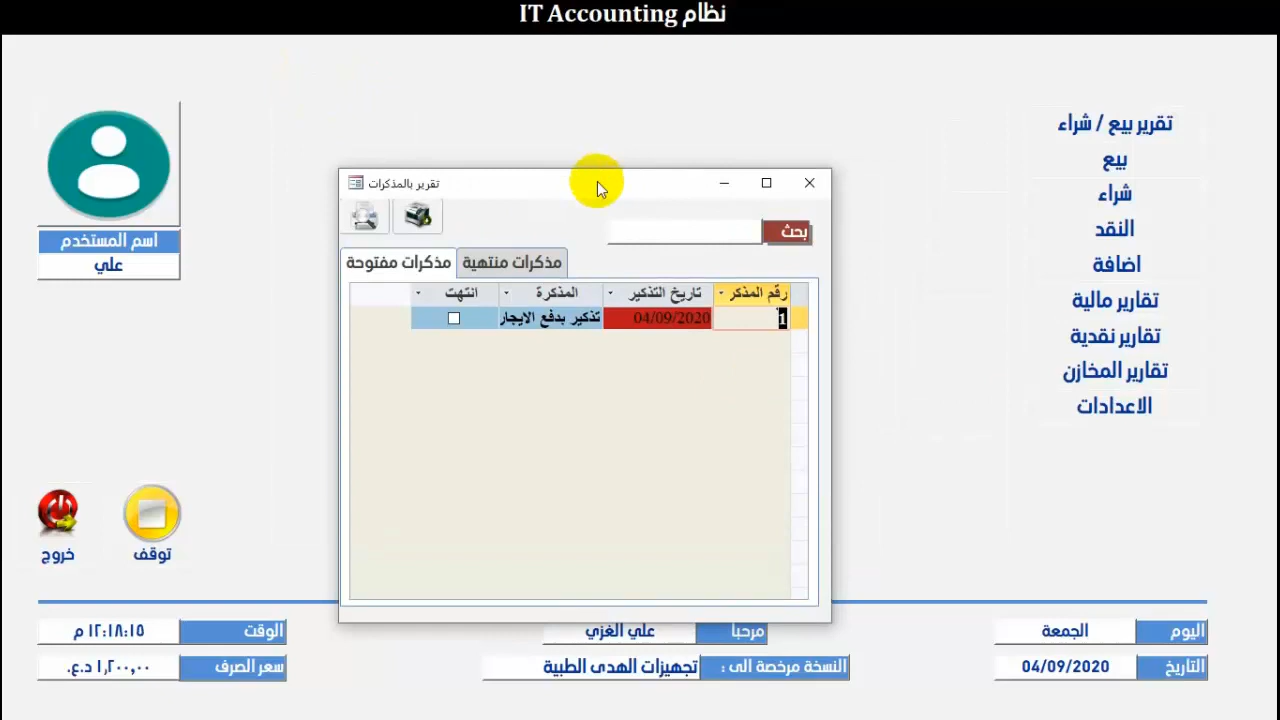 نظام IT Accounting
تقرير بيع / شراء
بيع
شراء
النقد
اضافة
تقارير مالية
تقارير نقدية
تقارير المخازن
الاعدادات
اسم المستخدم
علي
تقرير بالمذكرات
بحث
مذكرات مفتوحة
مذكرات منتهية
رقم المذكر تاريخ التذكير المذكرة انتهت
1 04/09/2020 تذكير بدفع الايجار
توقف
خروج
اليوم الجمعة
مرحبا علي الغزي
الوقت ١٢:١٨:١٥ م
التاريخ 04/09/2020
النسخة مرخصة الى : تجهيزات الهدى الطبية
سعر الصرف ١,٢٠٠,٠٠ د.ع.